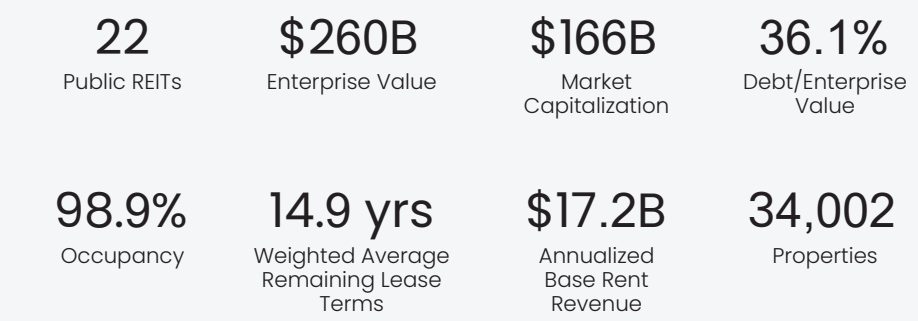 22
Public REITs
$260B
Enterprise Value
$166B
Market
Capitalization
36.1%
Debt/Enterprise
Value
98.9%
Occupancy
14.9 yrs
Weighted Average
Remaining Lease
Terms
$17.2B
Annualized
Base Rent
Revenue
34,002
Properties